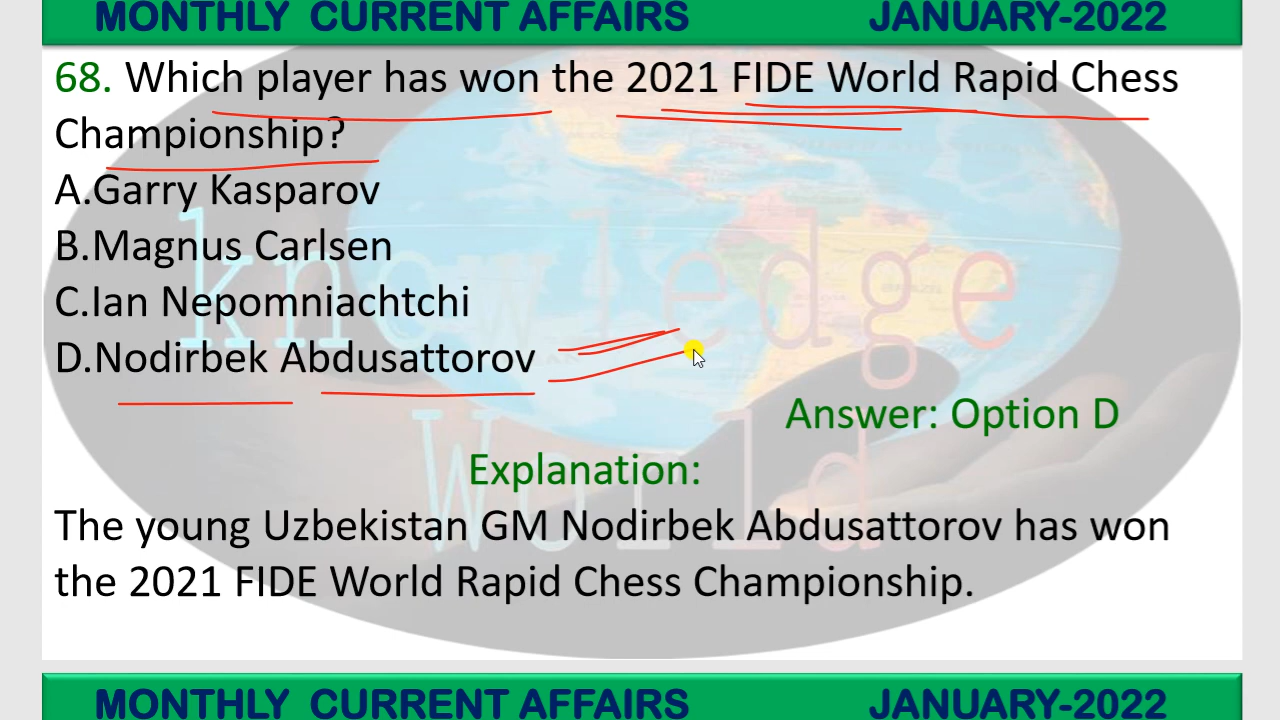 MONTHLY CURRENT AFFAIRS JANUARY-2022
68. Which player has won the 2021 FIDE World Rapid Chess
Championship?
A.Garry Kasparov
B.Magnus Carlsen
C.Ian Nepomniachtchi
D.Nodirbek Abdusattorov
Answer: Option D
Explanation:
The young Uzbekistan GM Nodirbek Abdusattorov has won
the 2021 FIDE World Rapid Chess Championship.
knowledge
World
MONTHLY CURRENT AFFAIRS JANUARY-2022